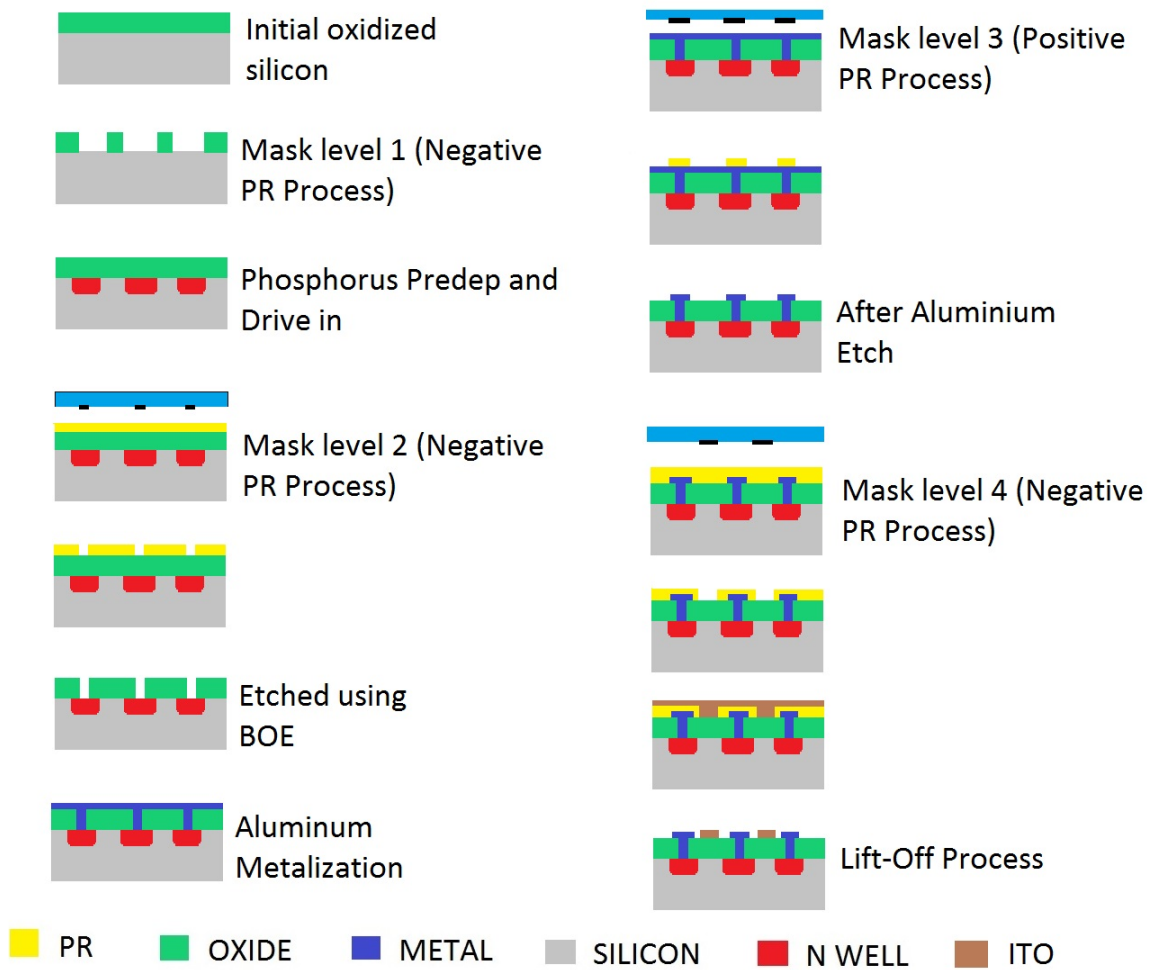 Initial oxidized
silicon
Mask level 1 (Negative
PR Process)
Phosphorus Predep and
Drive in
Mask level 2 (Negative
PR Process)
Etched using
BOE
Aluminum
Metalization
Mask level 3 (Positive
PR Process)
After Aluminium
Etch
Mask level 4 (Negative
PR Process)
Lift-Off Process
PR
OXIDE
METAL
SILICON
N WELL
ITO